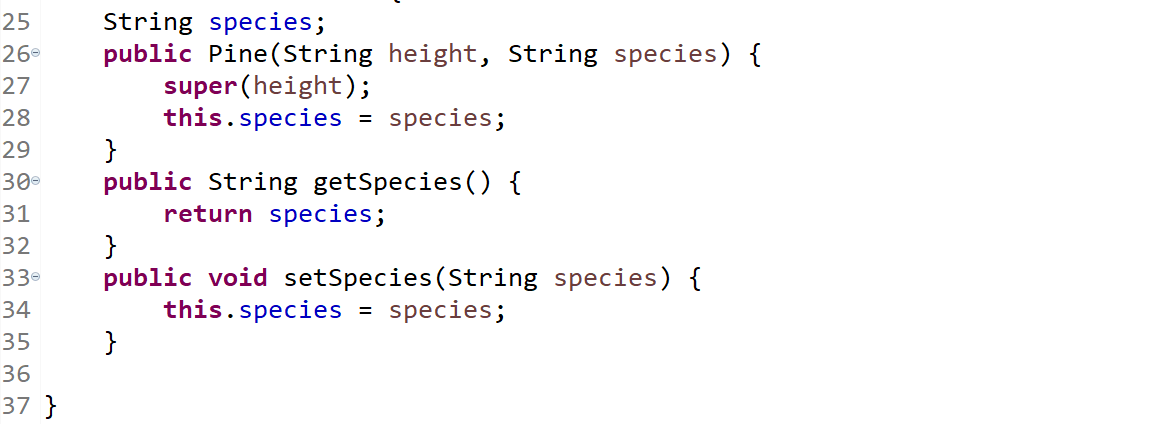 25 String species;
26 public Pine(String height, String species) {
27 super(height);
28 this.species = species;
29 }
30 public String getSpecies() {
31 return species;
32 }
33 public void setSpecies(String species) {
34 this.species = species;
35 }
36
37 }